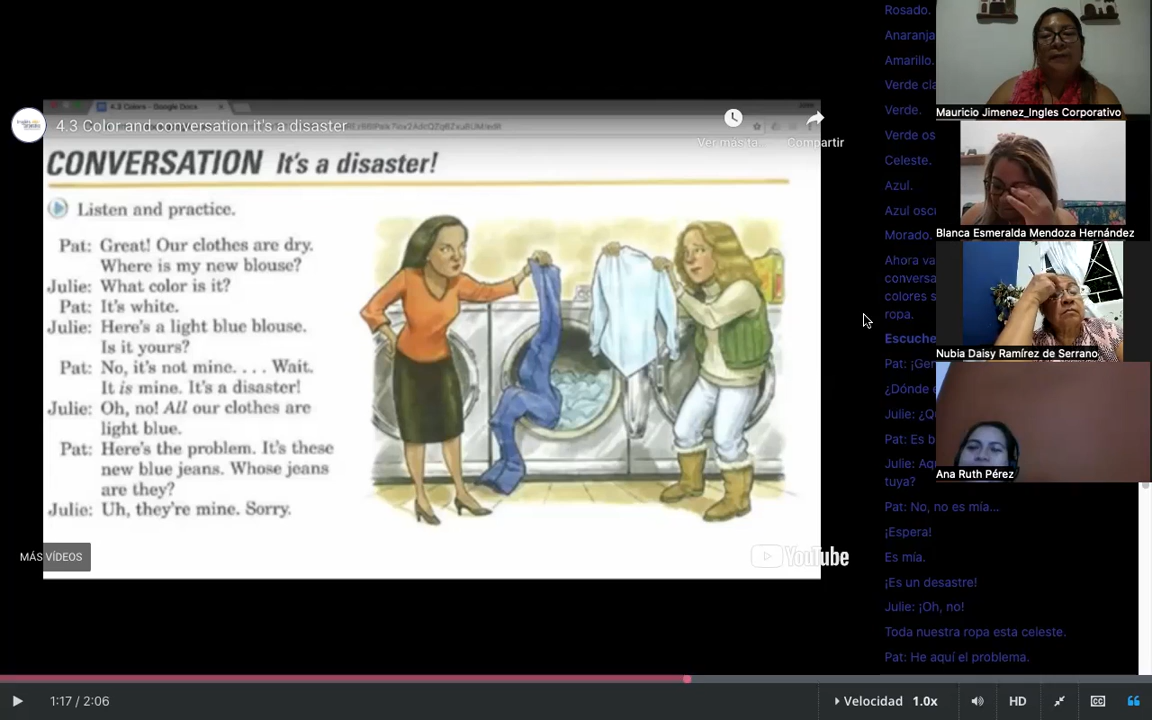 4.3 Colors - Google Docs
4.3 Color and conversation it's a disaster
Ver más ta...
Compartir
CONVERSATION It's a disaster!
Listen and practice.
Pat: Great! Our clothes are dry.
Where is my new blouse?
Julie: What color is it?
Pat: It's white.
Julie: Here's a light blue blouse.
Is it yours?
Pat: No, it's not mine. . . . Wait.
It is mine. It's a disaster!
Julie: Oh, no! All our clothes are
light blue.
Pat: Here's the problem. It's these
new blue jeans. Whose jeans
are they?
Julie: Uh, they're mine. Sorry.
MÁS VÍDEOS
YouTube
1:17 / 2:06
Velocidad 1.0x
HD
Rosado.
Anaranja
Amarillo.
Verde cla
Verde.
Verde os
Celeste.
Azul.
Azul oscu
Morado.
Ahora va
conversa
colores s
ropa.
Escuche
Pat: ¡Gen
¿Dónde e
Julie: ¿Q
Pat: Es b
Julie: Aq
tuya?
Pat: No, no es mía...
¡Espera!
Es mía.
¡Es un desastre!
Julie: ¡Oh, no!
Toda nuestra ropa esta celeste.
Pat: He aquí el problema.
Mauricio Jimenez_Ingles Corporativo
Blanca Esmeralda Mendoza Hernández
Nubia Daisy Ramírez de Serrano
Ana Ruth Pérez